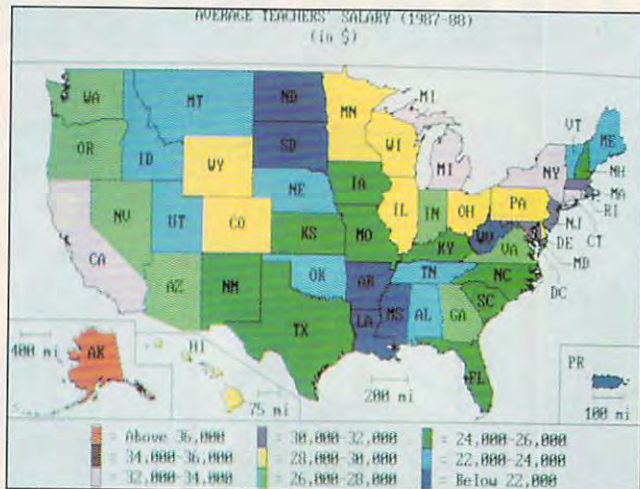 AVERAGE TEACHERS' SALARY (1987-88)
(in $)
WA
MT
ND
MN
MI
VT
ME
OR
ID
SD
WI
MI
NY
NH
WY
MA
NE
IA
RI
NV
UT
CO
IL
IN
OH
PA
NJ
CT
CA
KS
MO
KY
WV
VA
DE
MD
DC
AZ
NM
OK
AR
TN
NC
SC
TX
LA
MS
AL
GA
FL
400 mi
AK
HI
75 mi
200 mi
PR
100 mi
= Above 36,000
= 30,000-32,000
= 24,000-26,000
= 34,000-36,000
= 28,000-30,000
= 22,000-24,000
= 32,000-34,000
= 26,000-28,000
= Below 22,000